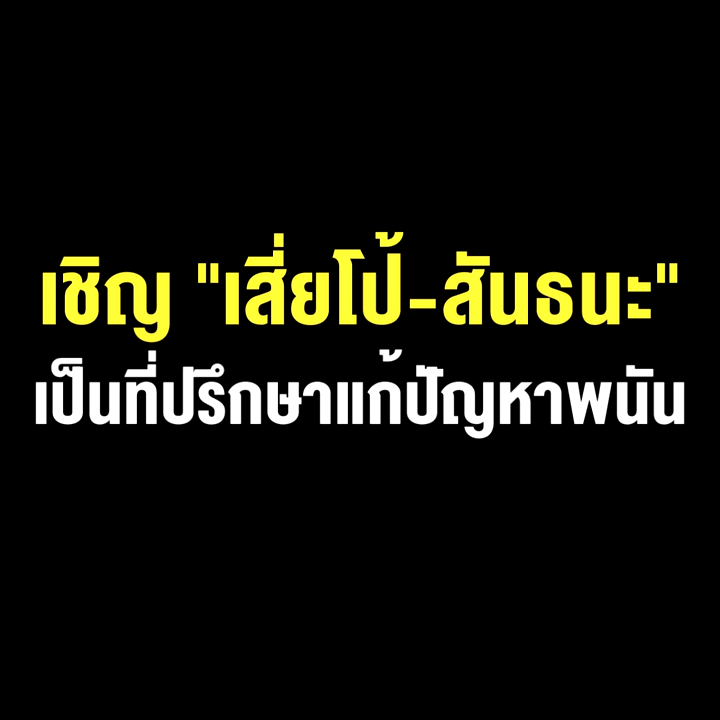 เชิญ "เสี่ยโป้-สันธนะ"
เป็นที่ปรึกษาแก้ปัญหาพนัน